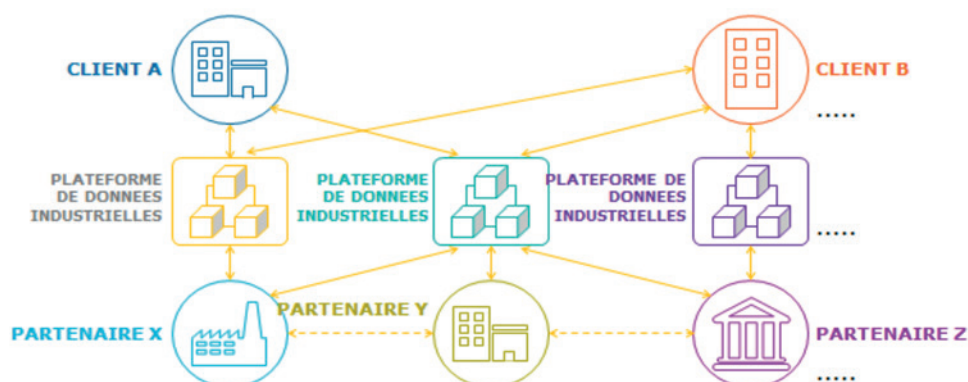 CLIENT A
CLIENT B
.....
PLATEFORME
DE DONNEES
INDUSTRIELLES
PLATEFORME
DE DONNEES
INDUSTRIELLES
PLATEFORME DE
DONNEES
INDUSTRIELLES
.....
PARTENAIRE X
PARTENAIRE Y
PARTENAIRE Z
.....